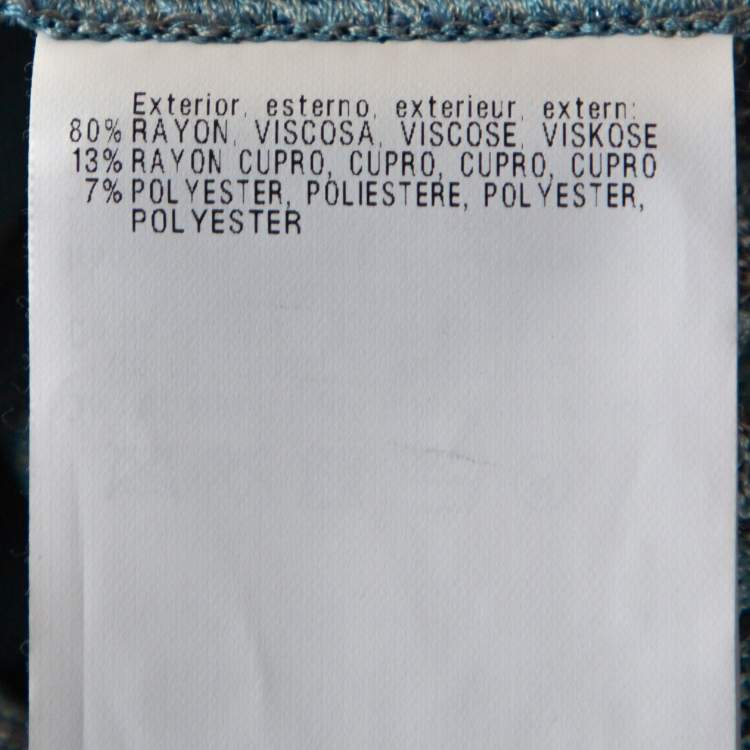 Exterior, esterno, exterieur, extern:
80% RAYON, VISCOSA, VISCOSE, VISKOSE
13% RAYON CUPRO, CUPRO, CUPRO, CUPRO
7% POLYESTER, POLIESTERE, POLYESTER,
POLYESTER